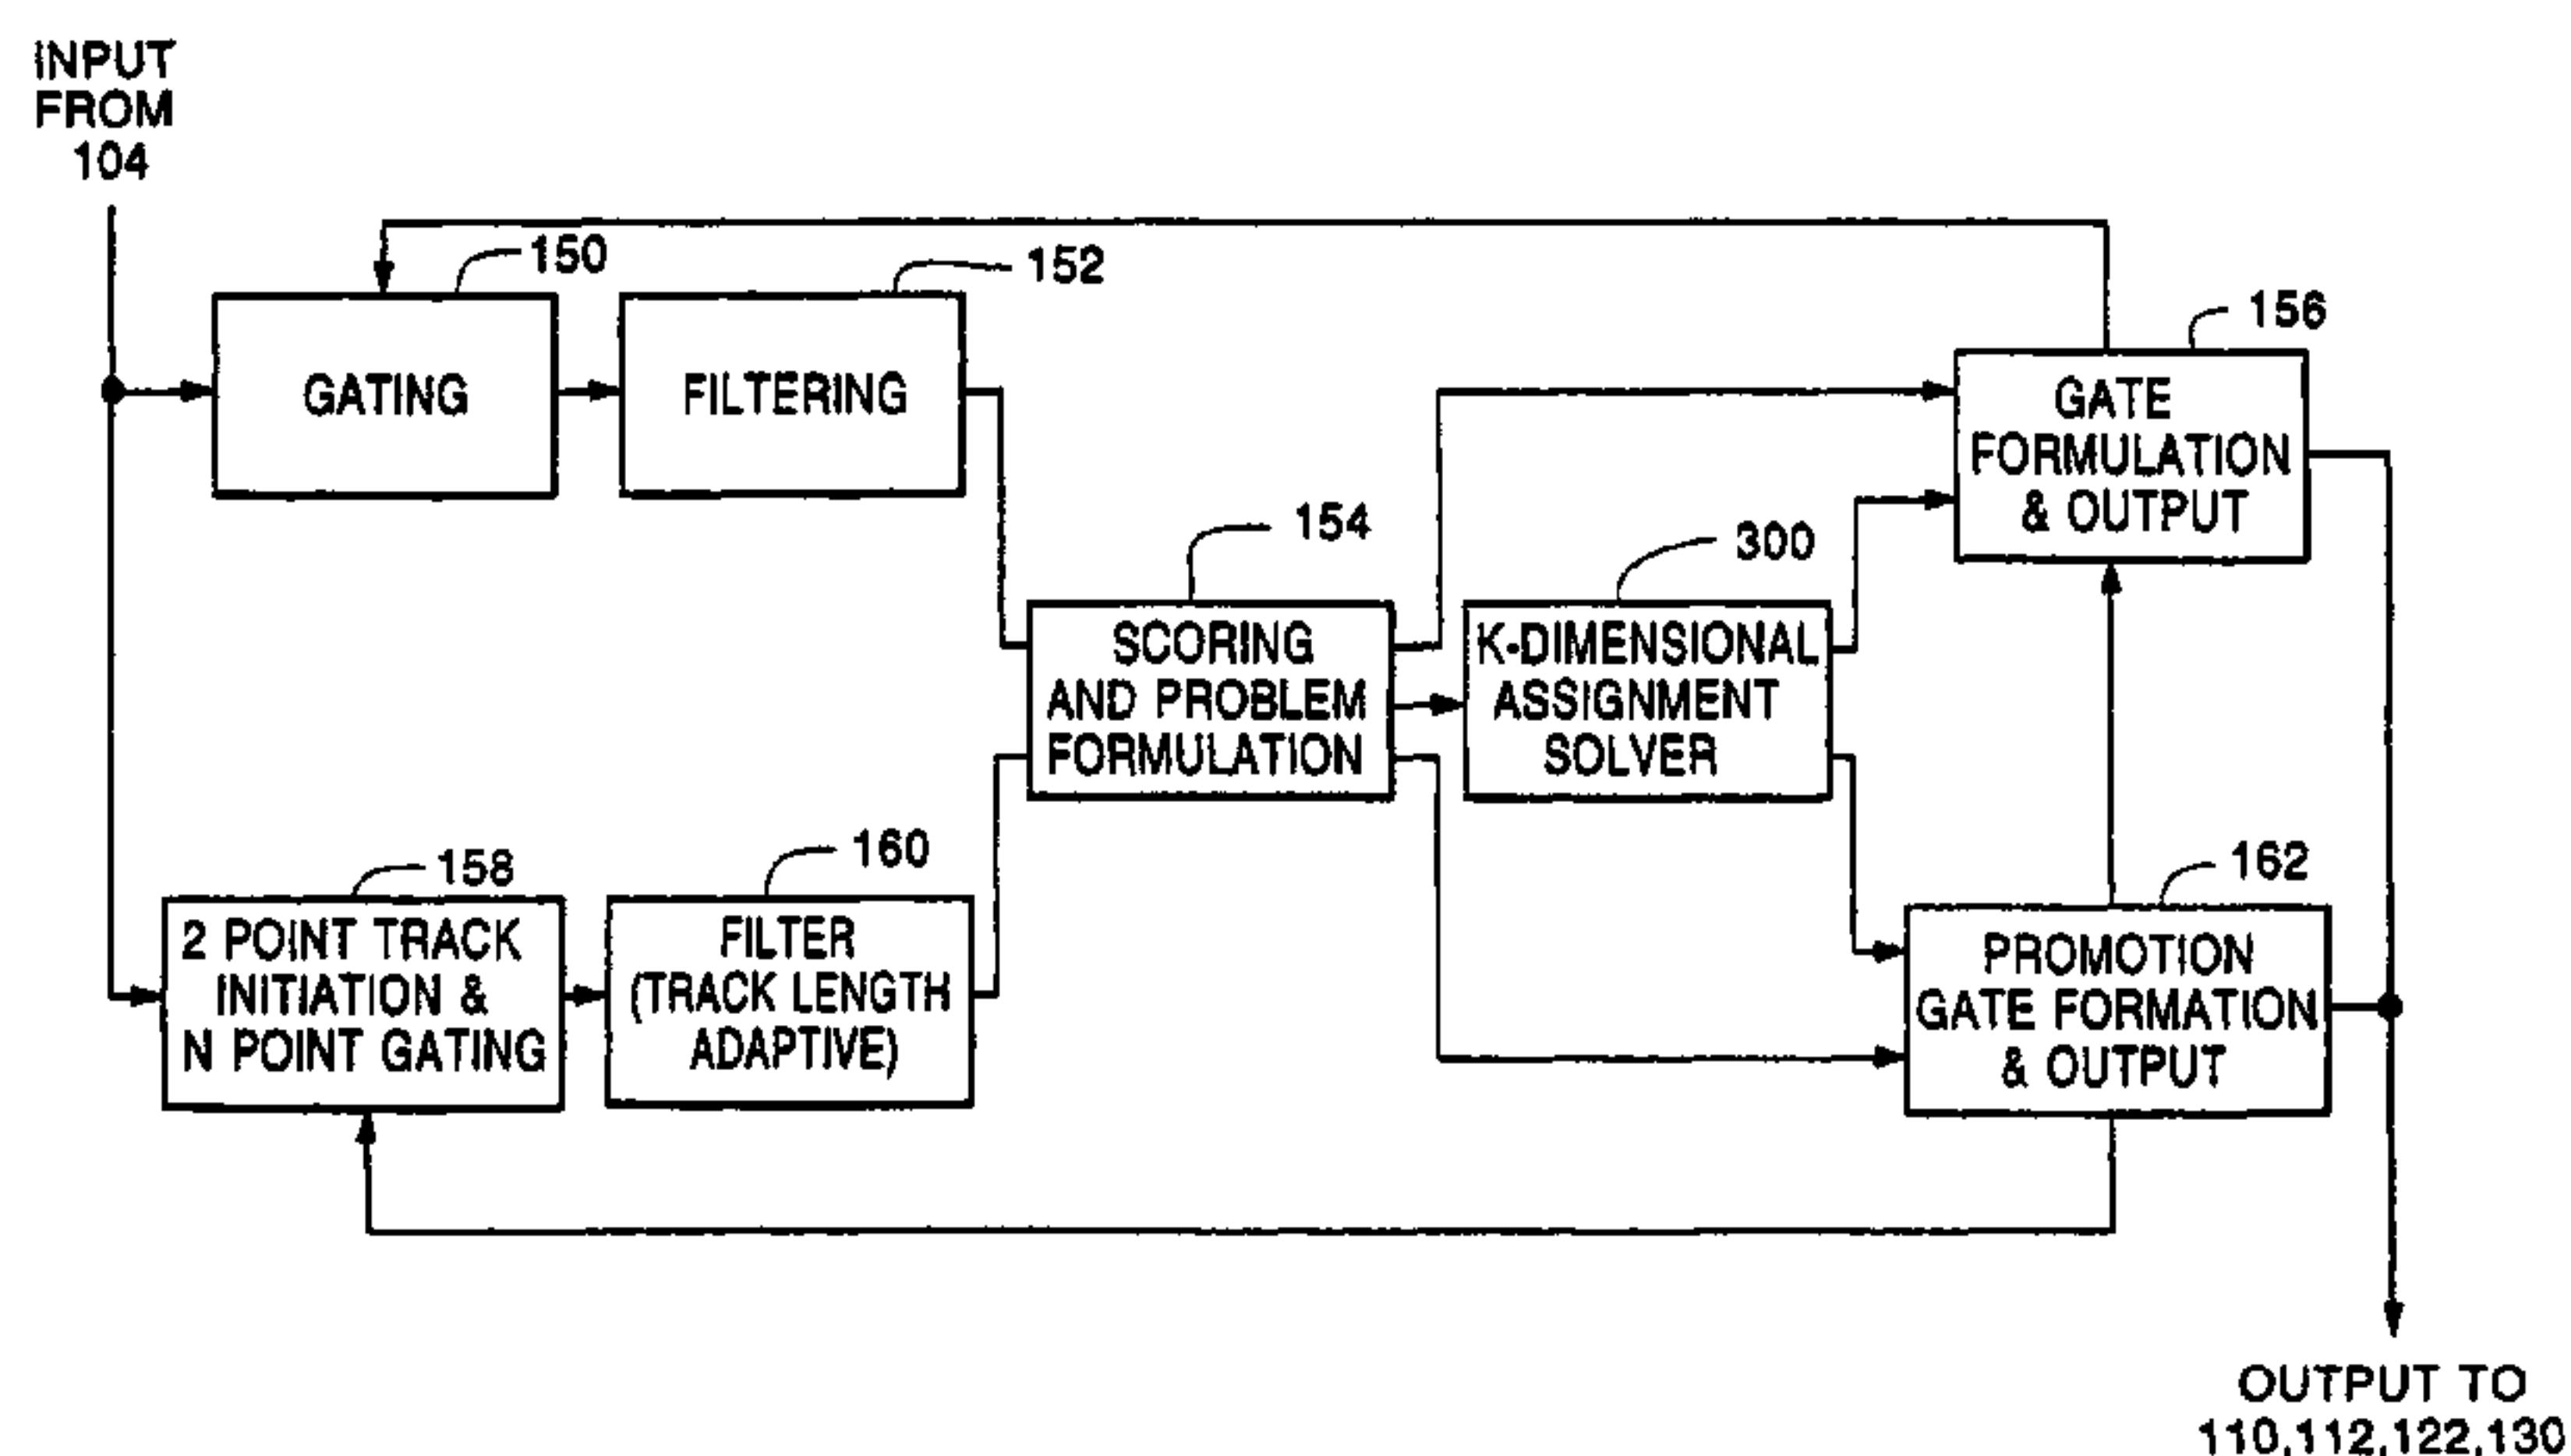 INPUT
FROM
104
150
152
156
GATING
FILTERING
GATE
FORMULATION
& OUTPUT
154
300
SCORING
AND PROBLEM
FORMULATION
K-DIMENSIONAL
ASSIGNMENT
SOLVER
158
160
162
2 POINT TRACK
INITIATION &
N POINT GATING
FILTER
(TRACK LENGTH
ADAPTIVE)
PROMOTION
GATE FORMATION
& OUTPUT
OUTPUT TO
110,112,122,130